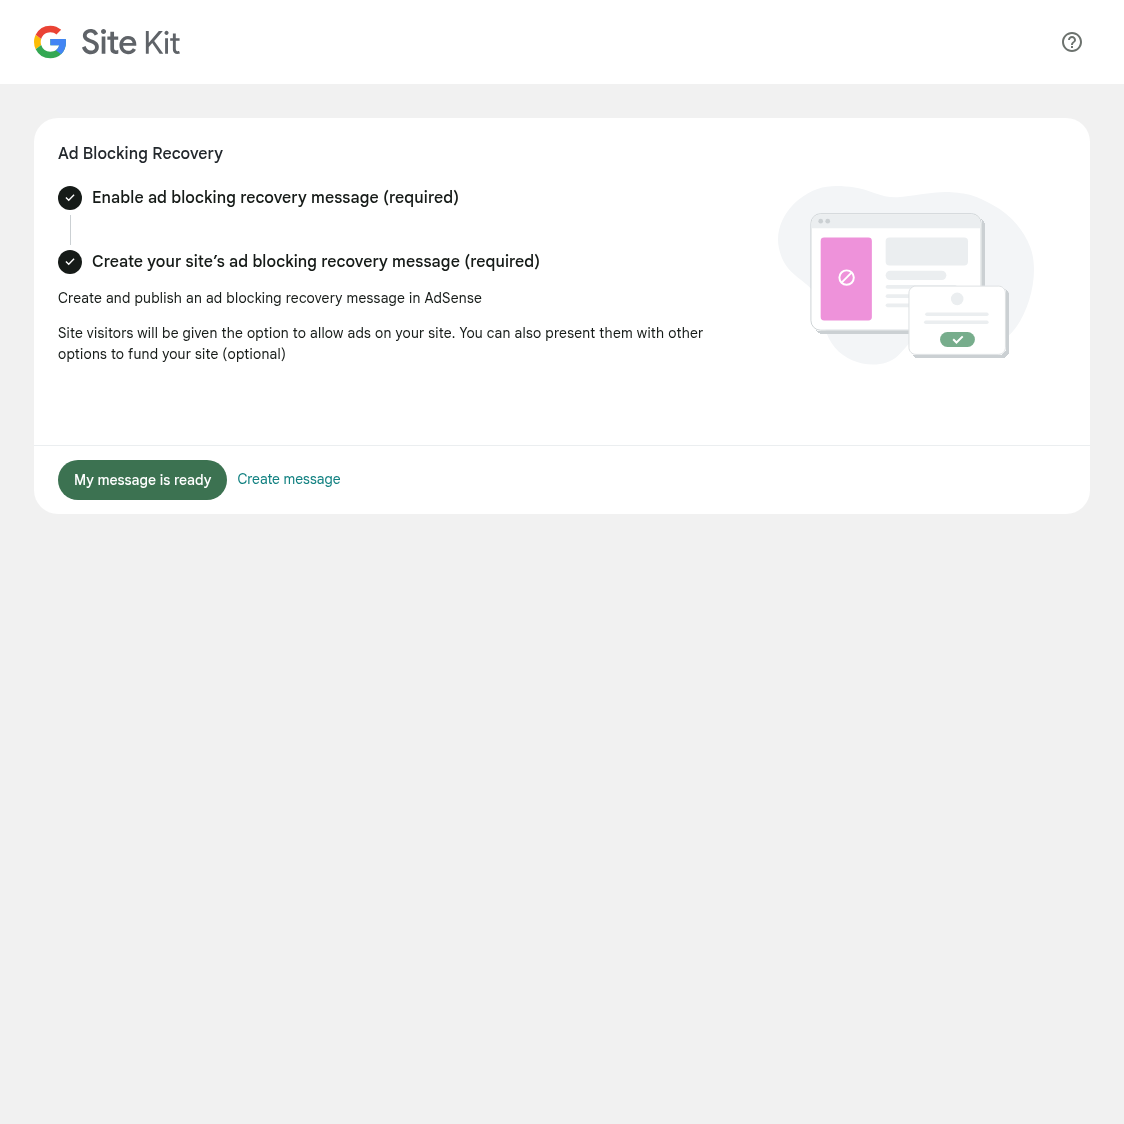 Site Kit
Ad Blocking Recovery
Enable ad blocking recovery message (required)
Create your site’s ad blocking recovery message (required)
Create and publish an ad blocking recovery message in AdSense
Site visitors will be given the option to allow ads on your site. You can also present them with other
options to fund your site (optional)
My message is ready
Create message